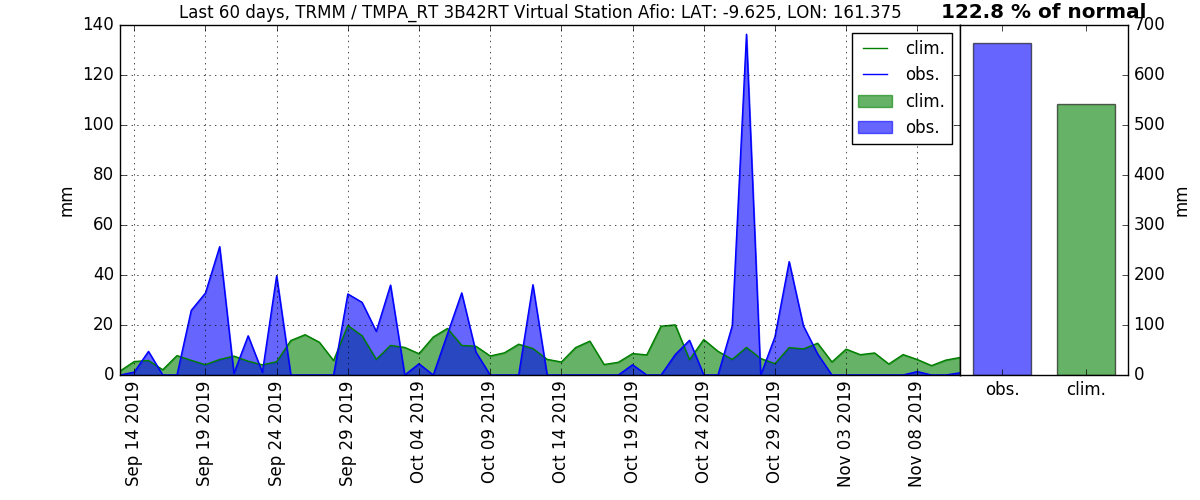 Last 60 days, TRMM / TMPA_RT 3B42RT Virtual Station Afio: LAT: -9.625, LON: 161.375
122.8 % of normal
140
120
100
80
60
40
20
0
mm
clim.
obs.
clim.
obs.
Sep 14 2019
Sep 19 2019
Sep 24 2019
Sep 29 2019
Oct 04 2019
Oct 09 2019
Oct 14 2019
Oct 19 2019
Oct 24 2019
Oct 29 2019
Nov 03 2019
Nov 08 2019
700
600
500
400
300
200
100
0
mm
obs.
clim.